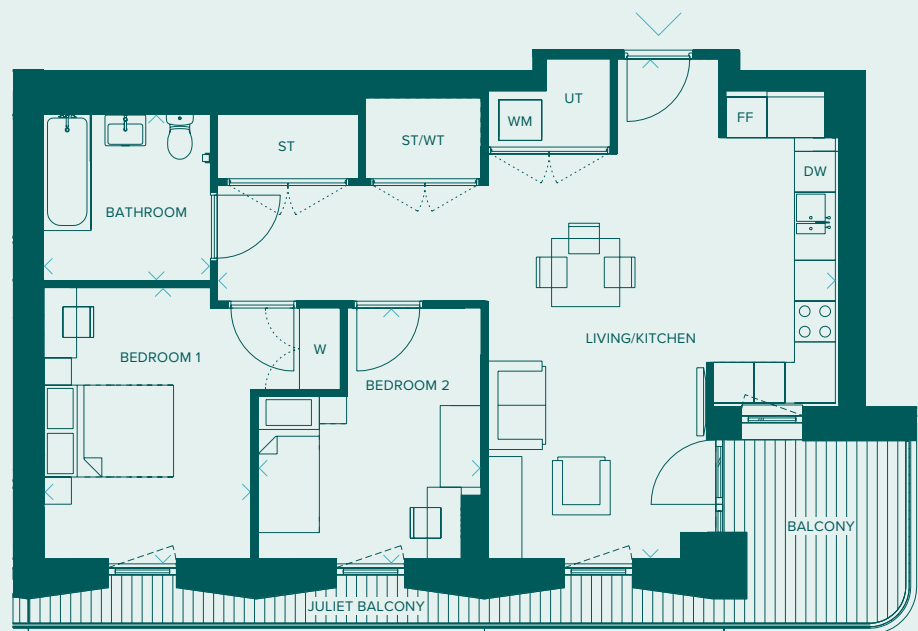 UT
WM
FF
ST
ST/WT
DW
BATHROOM
LIVING/KITCHEN
W
BEDROOM 1
BEDROOM 2
BALCONY
JULIET BALCONY